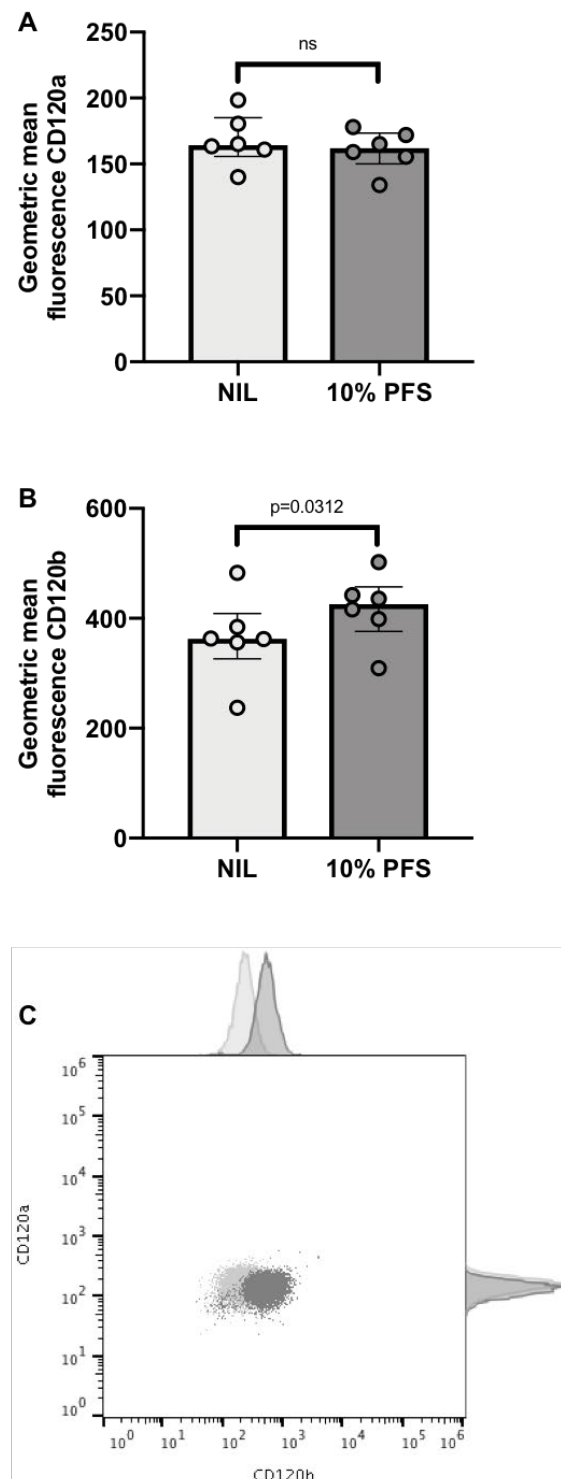 A
Geometric mean
fluorescence CD120a
250
200
150
100
50
0
ns
NIL
10% PFS
B
Geometric mean
fluorescence CD120b
600
400
200
0
p=0.0312
NIL
10% PFS
C
CD120a
10^6
10^5
10^4
10^3
10^2
10^1
10^0
10^0 10^1 10^2 10^3 10^4 10^5 10^6
CD120b